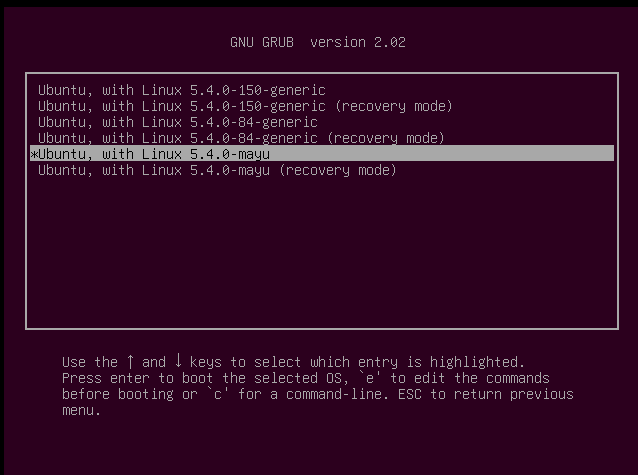 GNU GRUB  version 2.02
Ubuntu, with Linux 5.4.0-150-generic
Ubuntu, with Linux 5.4.0-150-generic (recovery mode)
Ubuntu, with Linux 5.4.0-84-generic
Ubuntu, with Linux 5.4.0-84-generic (recovery mode)
*Ubuntu, with Linux 5.4.0-mayu
Ubuntu, with Linux 5.4.0-mayu (recovery mode)
Use the ↑ and ↓ keys to select which entry is highlighted.
Press enter to boot the selected OS, `e' to edit the commands
before booting or `c' for a command-line. ESC to return previous
menu.